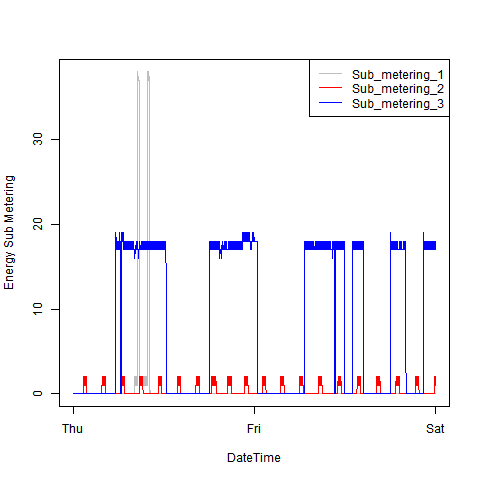 Sub_metering_1
Sub_metering_2
Sub_metering_3
Energy Sub Metering
30
20
10
0
Thu
Fri
Sat
DateTime